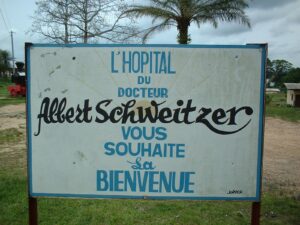 L'HOPITAL
DU
DOCTEUR
Albert Schweitzer
VOUS
SOUHAITE
La
BIENVENUE